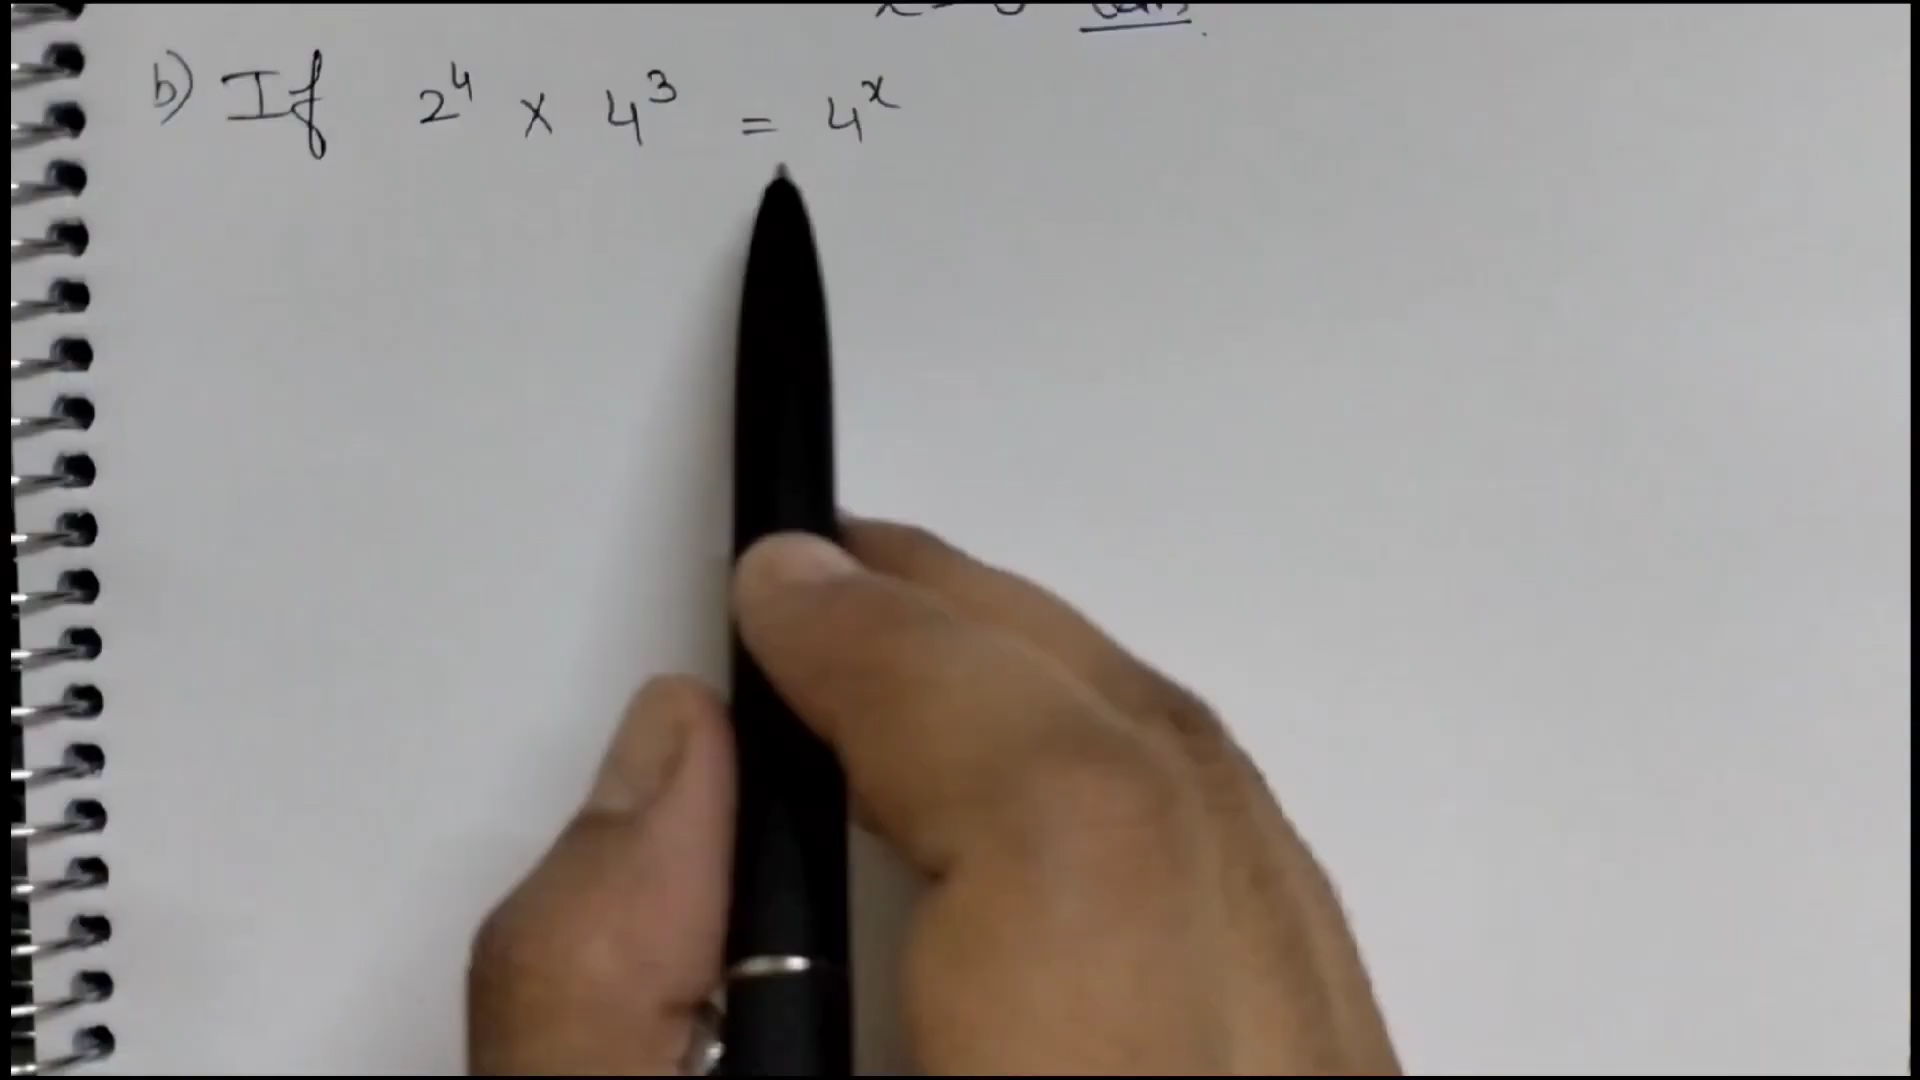 b) If 2⁴ × 4³ = 4ˣ